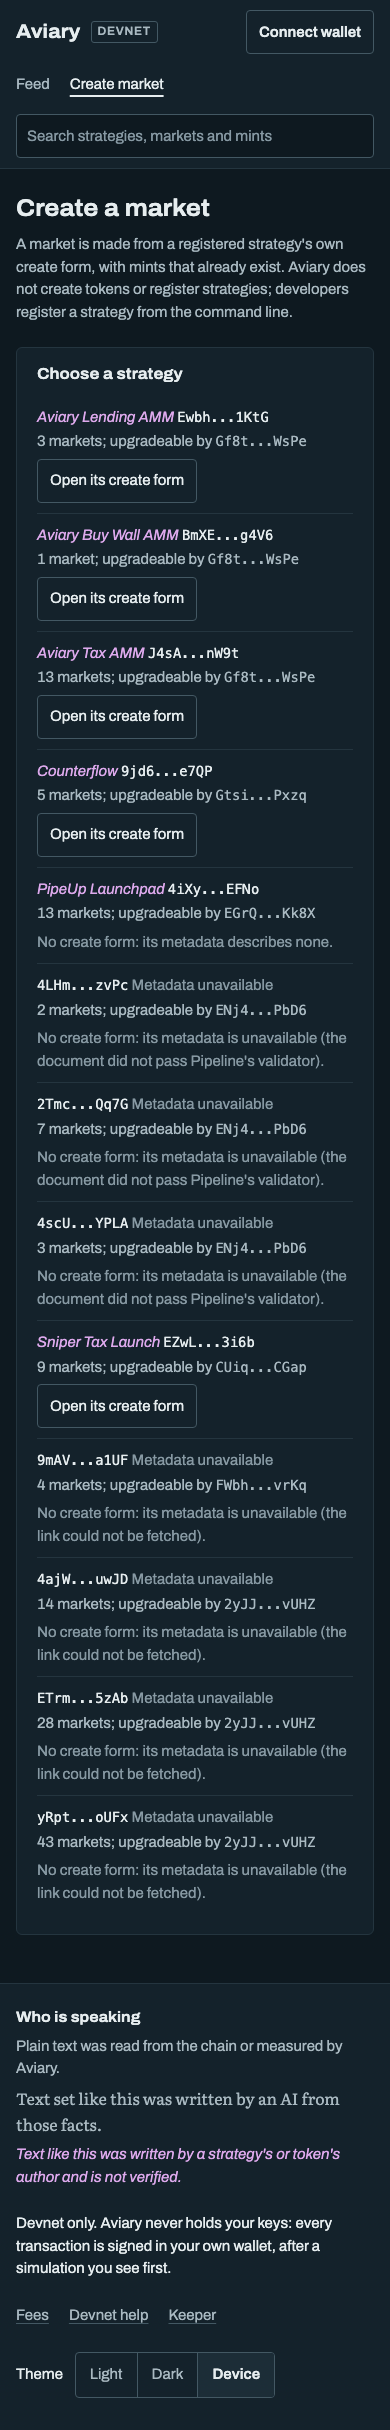 Aviary DEVNET Connect wallet
Feed Create market
Search strategies, markets and mints
Create a market
A market is made from a registered strategy's own
create form, with mints that already exist. Aviary does
not create tokens or register strategies; developers
register a strategy from the command line.
Choose a strategy
Aviary Lending AMM Ewbh...1KtG
3 markets; upgradeable by Gf8t...WsPe
Open its create form
Aviary Buy Wall AMM BmXE...g4V6
1 market; upgradeable by Gf8t...WsPe
Open its create form
Aviary Tax AMM J4sA...nW9t
13 markets; upgradeable by Gf8t...WsPe
Open its create form
Counterflow 9jd6...e7QP
5 markets; upgradeable by Gtsi...Pxzq
Open its create form
PipeUp Launchpad 4iXy...EFNo
13 markets; upgradeable by EGrQ...Kk8X
No create form: its metadata describes none.
4LHm...zvPc Metadata unavailable
2 markets; upgradeable by ENj4...PbD6
No create form: its metadata is unavailable (the
document did not pass Pipeline's validator).
2Tmc...Qq7G Metadata unavailable
7 markets; upgradeable by ENj4...PbD6
No create form: its metadata is unavailable (the
document did not pass Pipeline's validator).
4scU...YPLA Metadata unavailable
3 markets; upgradeable by ENj4...PbD6
No create form: its metadata is unavailable (the
document did not pass Pipeline's validator).
Sniper Tax Launch EZwL...3i6b
9 markets; upgradeable by CUiq...CGap
Open its create form
9mAV...a1UF Metadata unavailable
4 markets; upgradeable by FWbh...vrKq
No create form: its metadata is unavailable (the
link could not be fetched).
4ajW...uwJD Metadata unavailable
14 markets; upgradeable by 2yJJ...vUHZ
No create form: its metadata is unavailable (the
link could not be fetched).
ETrm...5zAb Metadata unavailable
28 markets; upgradeable by 2yJJ...vUHZ
No create form: its metadata is unavailable (the
link could not be fetched).
yRpt...oUFx Metadata unavailable
43 markets; upgradeable by 2yJJ...vUHZ
No create form: its metadata is unavailable (the
link could not be fetched).
Who is speaking
Plain text was read from the chain or measured by
Aviary.
Text set like this was written by an AI from
those facts.
Text like this was written by a strategy's or token's
author and is not verified.
Devnet only. Aviary never holds your keys: every
transaction is signed in your own wallet, after a
simulation you see first.
Fees Devnet help Keeper
Theme Light Dark Device